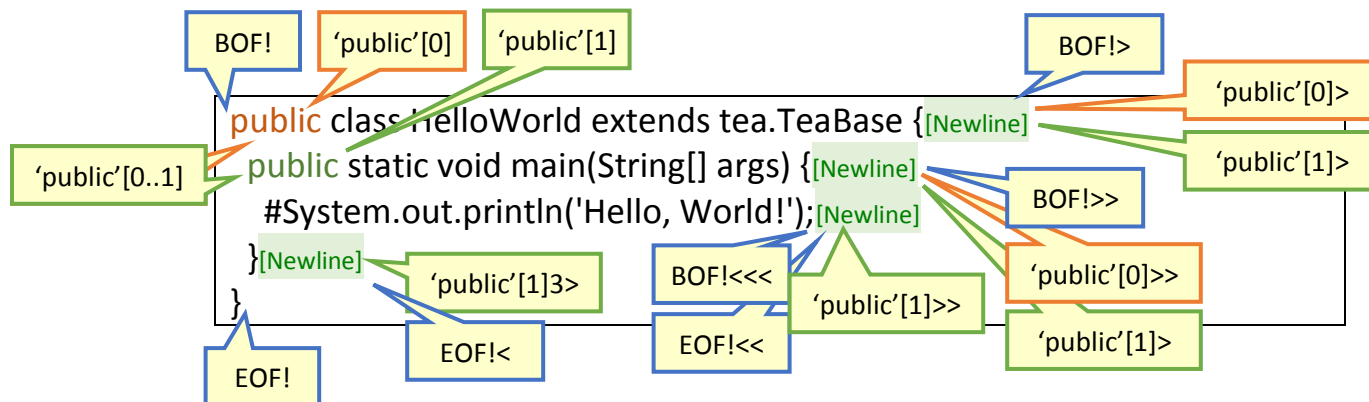 BOF!
‘public’[0]
‘public’[1]
BOF!>
‘public’[0]>
public class HelloWorld extends tea.TeaBase {[Newline]
‘public’[1]>
‘public’[0..1]
public static void main(String[] args) {[Newline]
BOF!>>
#System.out.println('Hello, World!');[Newline]
}[Newline]
‘public’[1]3>
BOF!<<<
‘public’[1]>>
‘public’[0]>>
}
EOF!<
EOF!<<
‘public’[1]>
EOF!